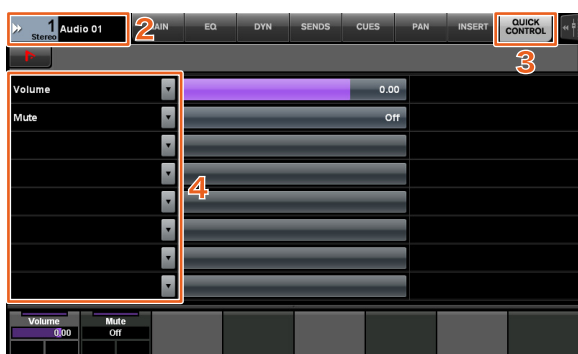 1 Stereo Audio 01 2 AIN EQ DYN SENDS CUES PAN INSERT QUICK CONTROL
3
Volume 0.00
Mute Off
4
Volume Mute
0.00 Off